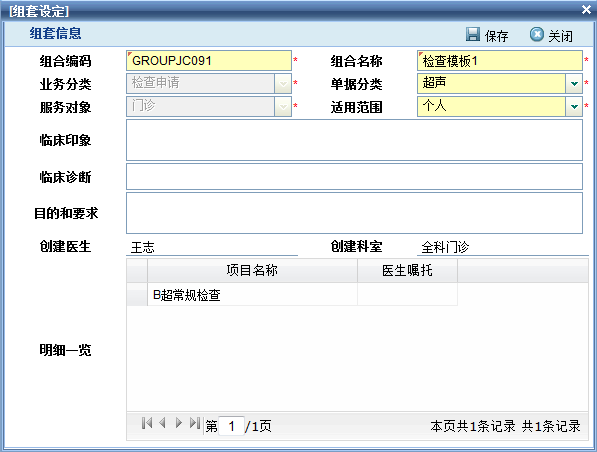 [组套设定]
组套信息 保存 关闭
组合编码 GROUPJC091 * 组合名称 检查模板1 *
业务分类 检查申请 * 单据分类 超声 *
服务对象 门诊 * 适用范围 个人 *
临床印象
临床诊断
目的和要求
创建医生 王志 创建科室 全科门诊
项目名称 医生嘱托
B超常规检查
明细一览
第 1 /1页 本页共1条记录 共1条记录